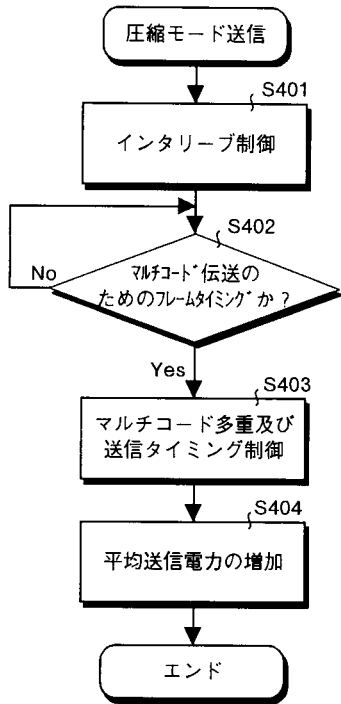 圧縮モード送信
S401
インタリーブ制御
S402
No
マルチコード伝送の
ためのフレームタイミングか?
Yes
S403
マルチコード多重及び
送信タイミング制御
S404
平均送信電力の増加
エンド